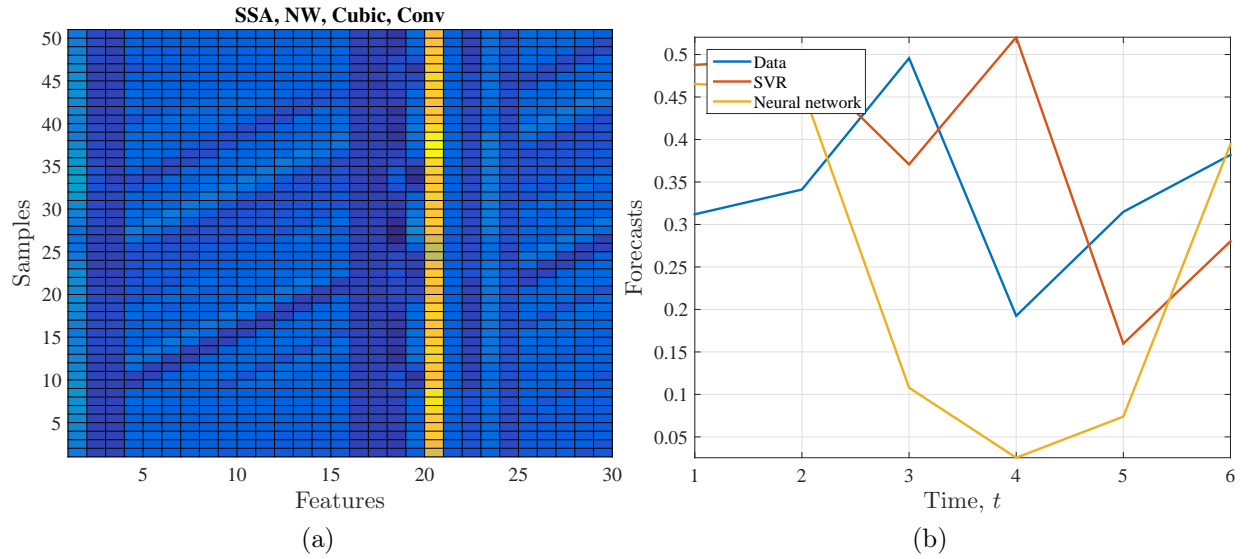 SSA, NW, Cubic, Conv
50
45
40
35
30
25
20
15
10
5
Samples
5 10 15 20 25 30
Features
(a)
Data
SVR
Neural network
0.5
0.45
0.4
0.35
0.3
0.25
0.2
0.15
0.1
0.05
Forecasts
1 2 3 4 5 6
Time, t
(b)